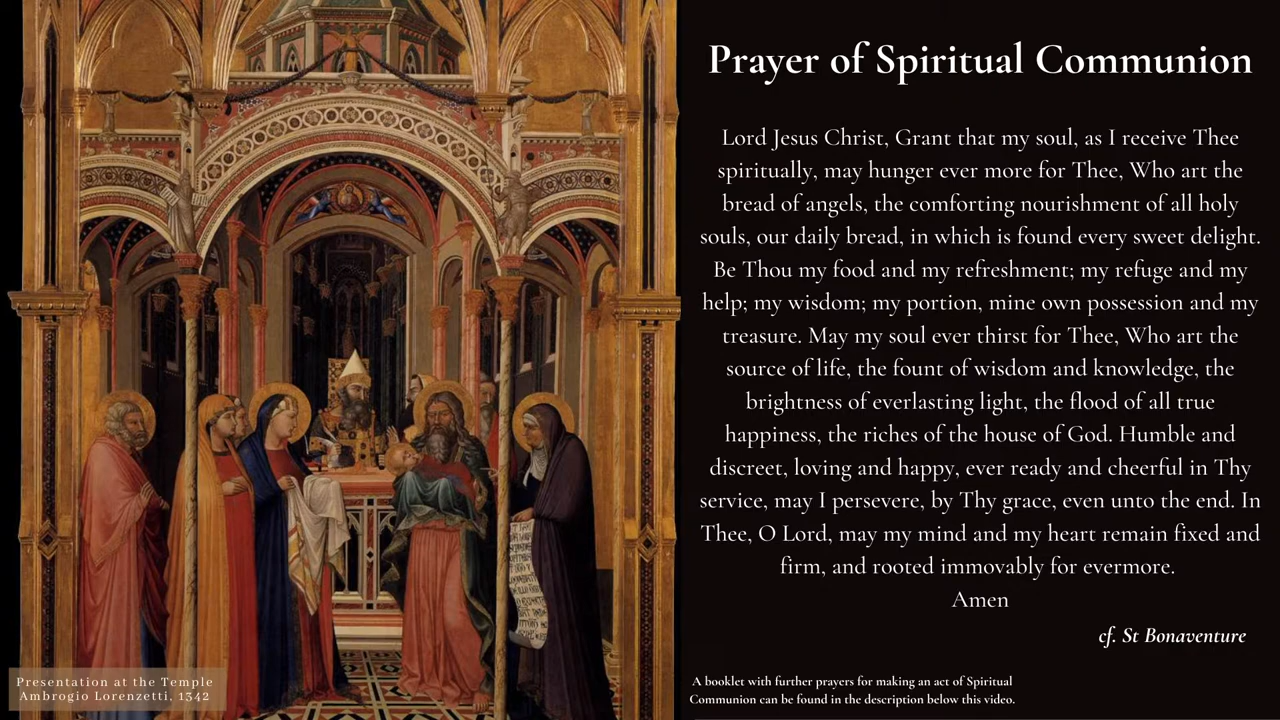 Prayer of Spiritual Communion
Lord Jesus Christ, Grant that my soul, as I receive Thee
spiritually, may hunger ever more for Thee, Who art the
bread of angels, the comforting nourishment of all holy
souls, our daily bread, in which is found every sweet delight.
Be Thou my food and my refreshment; my refuge and my
help; my wisdom; my portion, mine own possession and my
treasure. May my soul ever thirst for Thee, Who art the
source of life, the fount of wisdom and knowledge, the
brightness of everlasting light, the flood of all true
happiness, the riches of the house of God. Humble and
discreet, loving and happy, ever ready and cheerful in Thy
service, may I persevere, by Thy grace, even unto the end. In
Thee, O Lord, may my mind and my heart remain fixed and
firm, and rooted immovably for evermore.
Amen
cf. St Bonaventure
A booklet with further prayers for making an act of Spiritual
Communion can be found in the description below this video.
Presentation at the Temple
Ambrogio Lorenzetti, 1342